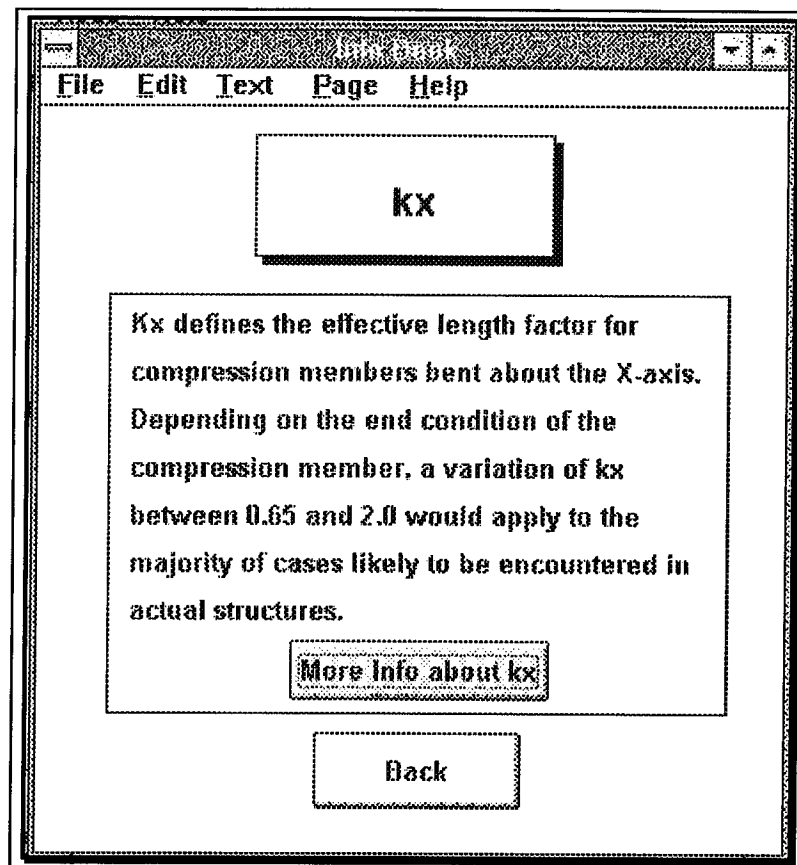 Info Bank
File Edit Text Page Help
kx
Kx defines the effective length factor for
compression members bent about the X-axis.
Depending on the end condition of the
compression member, a variation of kx
between 0.65 and 2.0 would apply to the
majority of cases likely to be encountered in
actual structures.
More Info about kx
Back